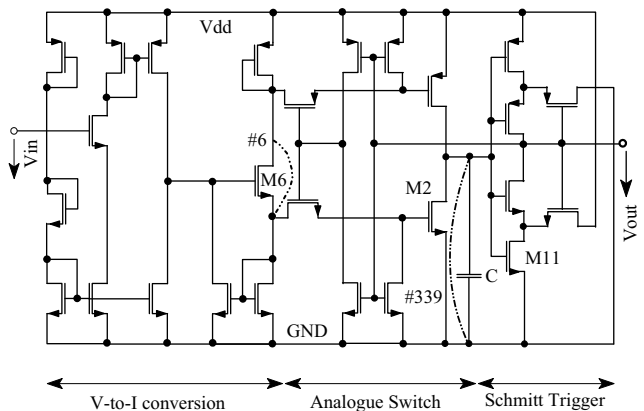 Vdd
Vin
#6
M6
M2
Vout
M11
#339
C
GND
V-to-I conversion
Analogue Switch
Schmitt Trigger